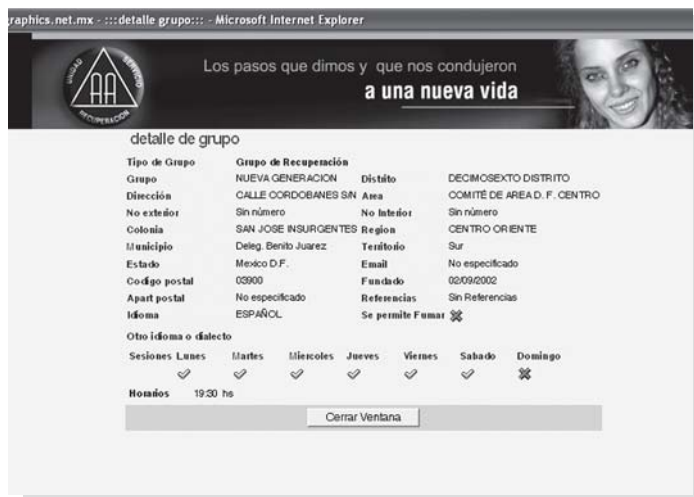 raphics.net.mx - :::detalle grupo::: - Microsoft Internet Explorer
Los pasos que dimos y que nos condujeron
a una nueva vida
UNIDAD
SERVICIO
RECUPERACION
AA
detalle de grupo
Tipo de Grupo Grupo de Recuperación
Grupo NUEVA GENERACION Distrito DECIMOSEXTO DISTRITO
Dirección CALLE CORDOBANES S/N Area COMITÉ DE AREA D. F. CENTRO
No exterior Sin número No Interior Sin número
Colonia SAN JOSE INSURGENTES Region CENTRO ORIENTE
Municipio Deleg. Benito Juarez Territorio Sur
Estado Mexico D.F. Email No especificado
Codigo postal 03900 Fundado 02/09/2002
Apart postal No especificado Referencias Sin Referencias
Idioma ESPAÑOL Se permite Fumar
Otro idioma o dialecto
Sesiones Lunes Martes Miercoles Jueves Viernes Sabado Domingo
Horarios 19:30 hs
Cerrar Ventana